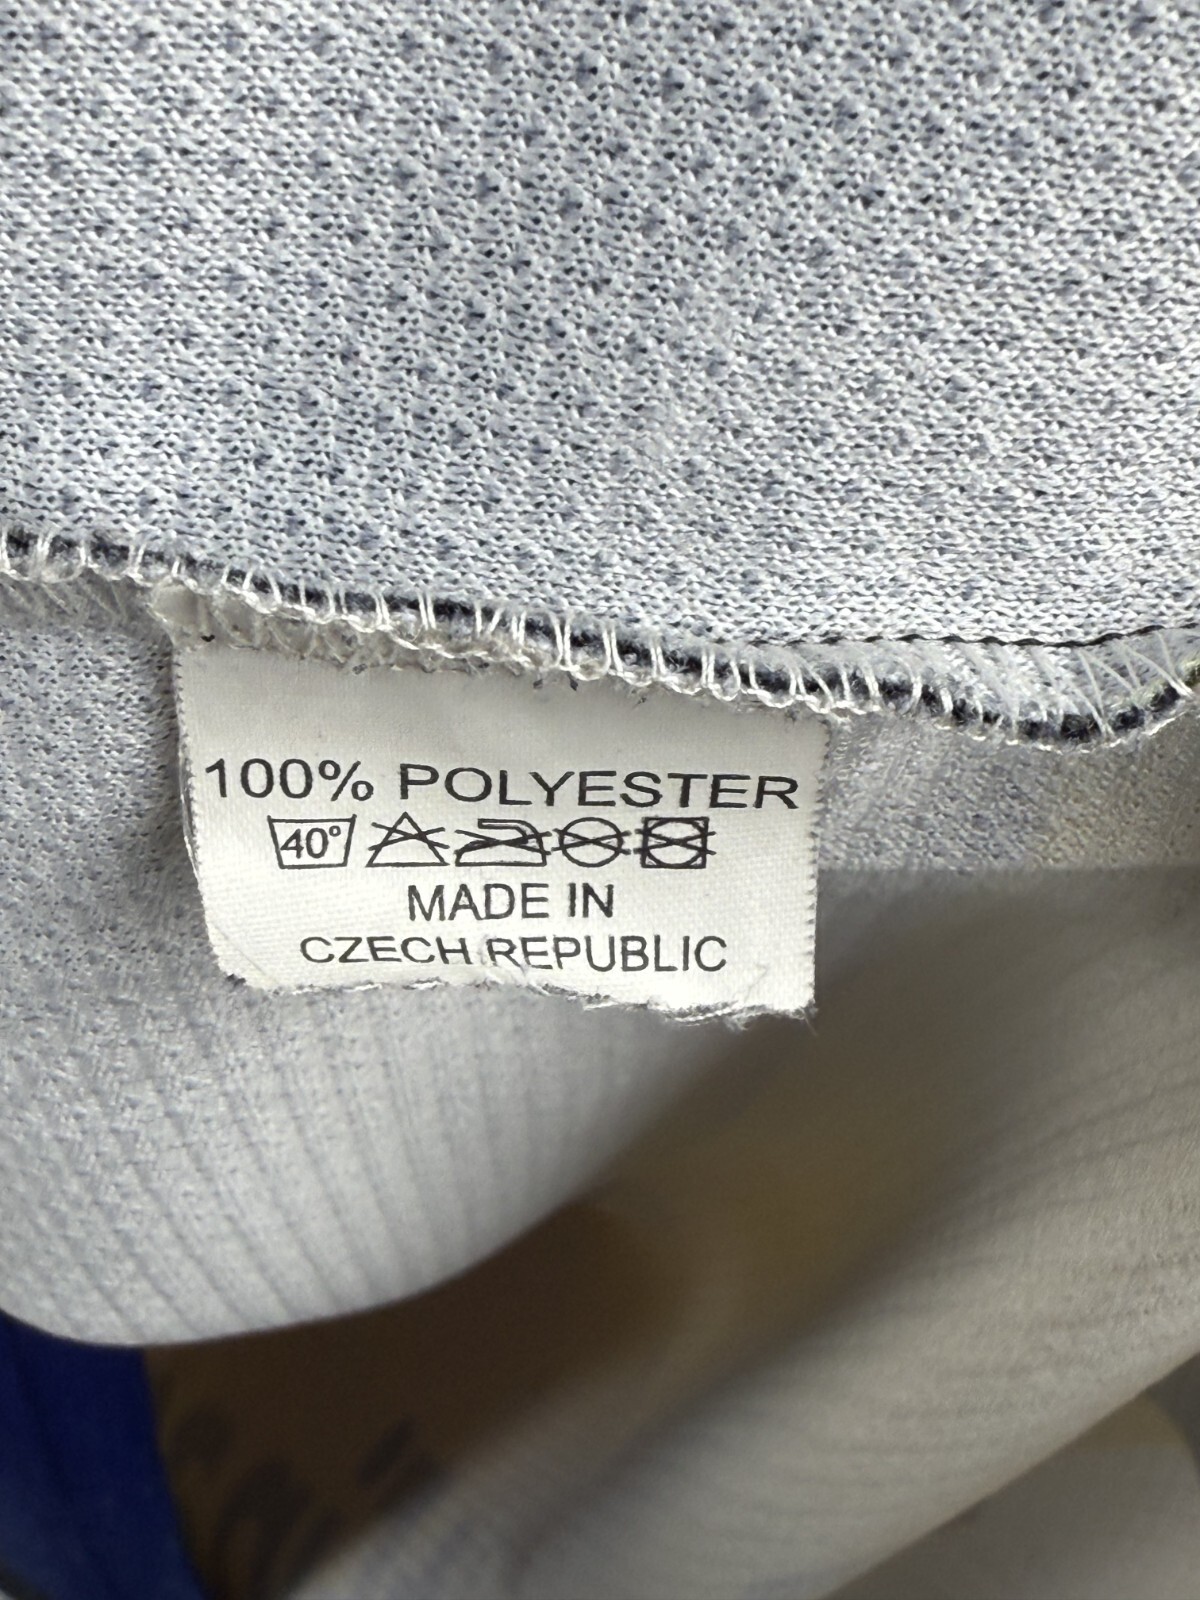 100% POLYESTER
40°
MADE IN
CZECH REPUBLIC